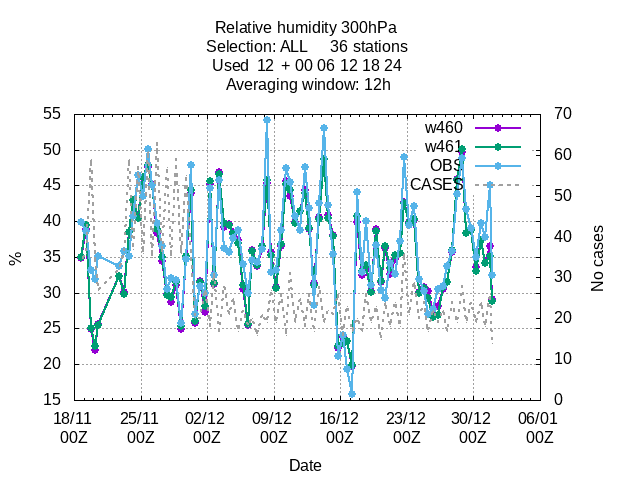 Relative humidity 300hPa
Selection: ALL 36 stations
Used 12 + 00 06 12 18 24
Averaging window: 12h
55 70
w460
w461
OBS
CASES
50 60
45 50
40 40
35 30
30
25 20
20 10
15 0
%
No cases
18/11 25/11 02/12 09/12 16/12 23/12 30/12 06/01
00Z 00Z 00Z 00Z 00Z 00Z 00Z 00Z
Date